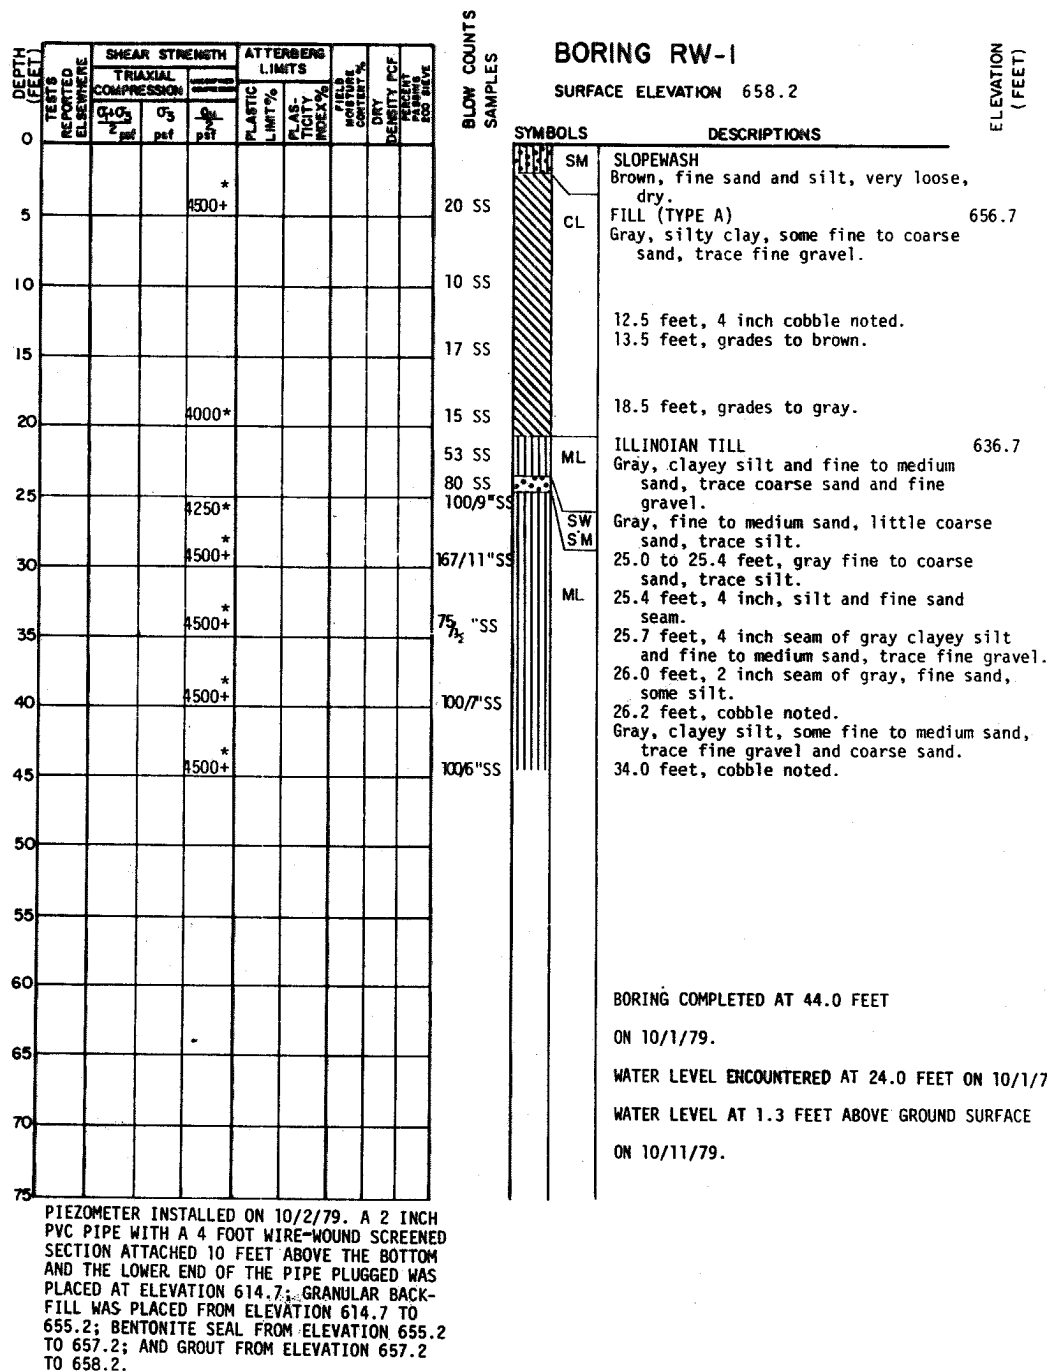 BORING RW-1
SURFACE ELEVATION 658.2
ELEVATION
(FEET)
DEPTH
(FEET)
TESTS
REPORTED
ELSEWHERE
SHEAR STRENGTH
TRIAXIAL
COMPRESSION
psf
σ3
psf
psf
ATTERBERG
LIMITS
PLASTIC
LIMIT%
PLAS-
TICITY
INDEX%
FIELD
MOISTURE
CONTENT %
DRY
DENSITY PCF
PERCENT
PASSING
200 SIEVE
BLOW COUNTS
SAMPLES
SYMBOLS
DESCRIPTIONS
0
SM SLOPEWASH
Brown, fine sand and silt, very loose,
dry.
*
4500+
5
20 SS
CL
FILL (TYPE A) 656.7
Gray, silty clay, some fine to coarse
sand, trace fine gravel.
10
10 SS
12.5 feet, 4 inch cobble noted.
13.5 feet, grades to brown.
15
17 SS
18.5 feet, grades to gray.
20
4000*
15 SS
53 SS
ML
ILLINOIAN TILL 636.7
Gray, clayey silt and fine to medium
sand, trace coarse sand and fine
gravel.
80 SS
25
100/9"SS
4250*
SW
SM
Gray, fine to medium sand, little coarse
sand, trace silt.
25.0 to 25.4 feet, gray fine to coarse
sand, trace silt.
*
4500+
30
167/11"SS
ML
25.4 feet, 4 inch, silt and fine sand
seam.
25.7 feet, 4 inch seam of gray clayey silt
and fine to medium sand, trace fine gravel.
*
4500+
35
75/ "SS
26.0 feet, 2 inch seam of gray, fine sand,
some silt.
26.2 feet, cobble noted.
*
4500+
40
100/7"SS
Gray, clayey silt, some fine to medium sand,
trace fine gravel and coarse sand.
34.0 feet, cobble noted.
*
4500+
45
100/6"SS
50
55
60
65
70
75
BORING COMPLETED AT 44.0 FEET
ON 10/1/79.
WATER LEVEL ENCOUNTERED AT 24.0 FEET ON 10/1/7
WATER LEVEL AT 1.3 FEET ABOVE GROUND SURFACE
ON 10/11/79.
PIEZOMETER INSTALLED ON 10/2/79. A 2 INCH
PVC PIPE WITH A 4 FOOT WIRE-WOUND SCREENED
SECTION ATTACHED 10 FEET ABOVE THE BOTTOM
AND THE LOWER END OF THE PIPE PLUGGED WAS
PLACED AT ELEVATION 614.7; GRANULAR BACK-
FILL WAS PLACED FROM ELEVATION 614.7 TO
655.2; BENTONITE SEAL FROM ELEVATION 655.2
TO 657.2; AND GROUT FROM ELEVATION 657.2
TO 658.2.